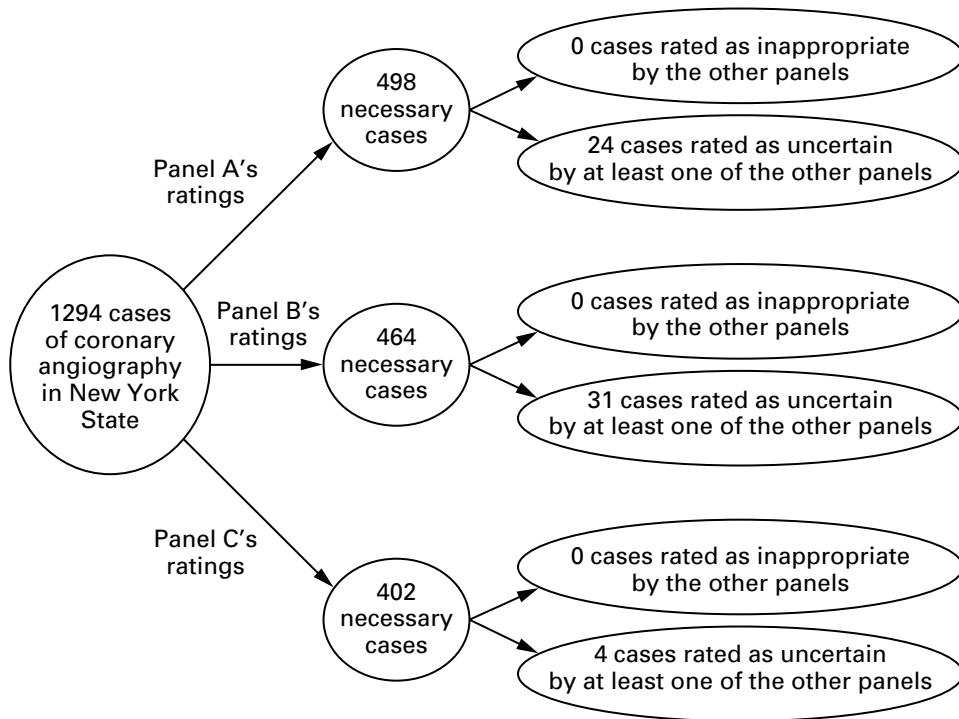 0 cases rated as inappropriate
by the other panels
498
necessary
cases
24 cases rated as uncertain
by at least one of the other panels
Panel A's
ratings
1294 cases
of coronary
angiography
in New York
State
Panel B's
ratings
464
necessary
cases
0 cases rated as inappropriate
by the other panels
31 cases rated as uncertain
by at least one of the other panels
Panel C's
ratings
402
necessary
cases
0 cases rated as inappropriate
by the other panels
4 cases rated as uncertain
by at least one of the other panels